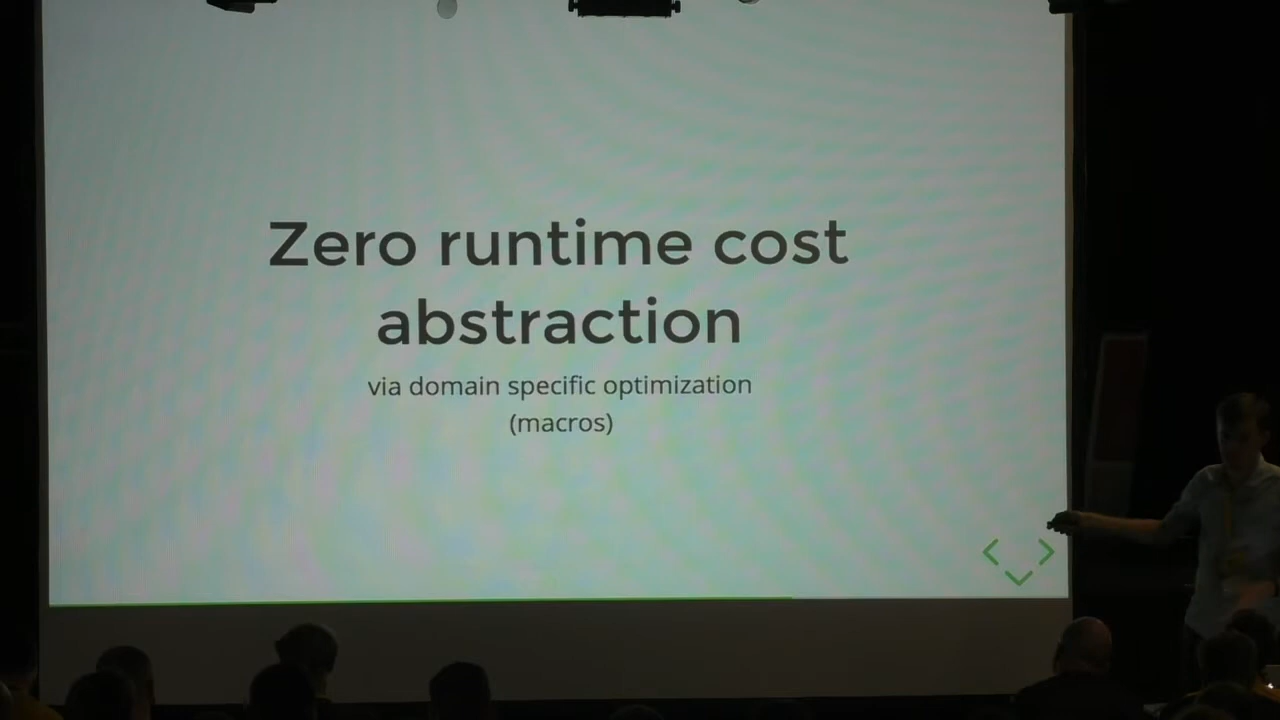 Zero runtime cost
abstraction
via domain specific optimization
(macros)